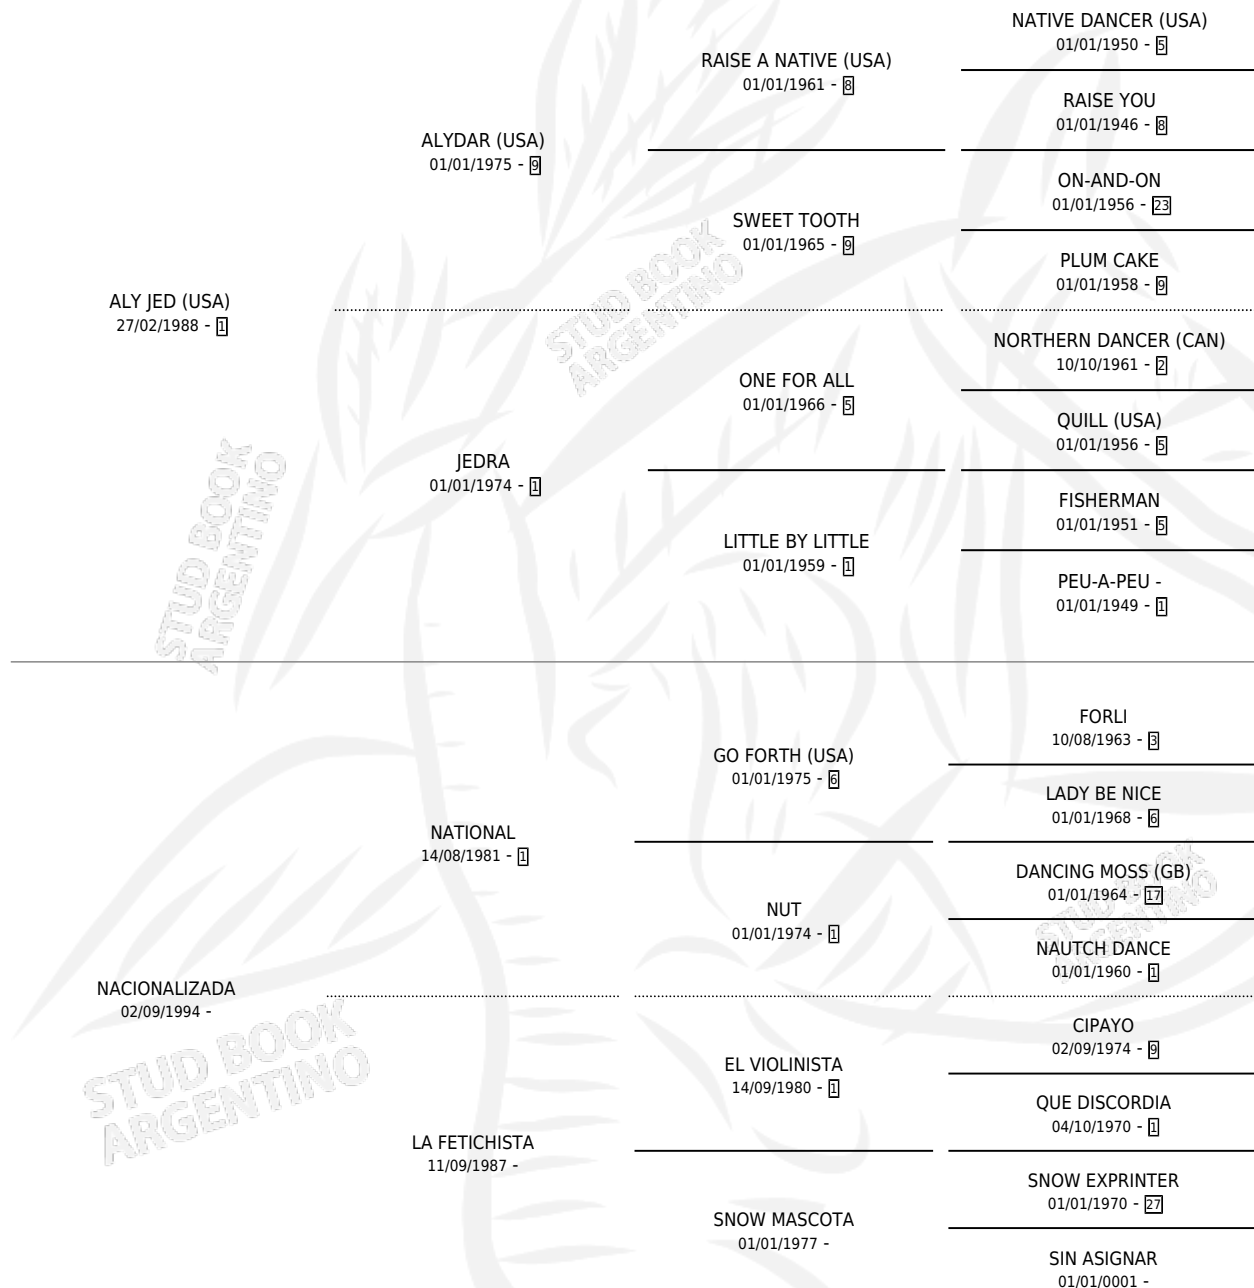 NATIVE DANCER (USA)
01/01/1950 - 5
RAISE A NATIVE (USA)
01/01/1961 - 8
RAISE YOU
01/01/1946 - 8
ALYDAR (USA)
01/01/1975 - 9
ON-AND-ON
01/01/1956 - 23
SWEET TOOTH
01/01/1965 - 9
PLUM CAKE
01/01/1958 - 9
ALY JED (USA)
27/02/1988 - 1
NORTHERN DANCER (CAN)
10/10/1961 - 2
ONE FOR ALL
01/01/1966 - 5
QUILL (USA)
01/01/1956 - 5
JEDRA
01/01/1974 - 1
FISHERMAN
01/01/1951 - 5
LITTLE BY LITTLE
01/01/1959 - 1
PEU-A-PEU -
01/01/1949 - 1
FORLI
10/08/1963 - 3
GO FORTH (USA)
01/01/1975 - 6
LADY BE NICE
01/01/1968 - 6
NATIONAL
14/08/1981 - 1
DANCING MOSS (GB)
01/01/1964 - 17
NUT
01/01/1974 - 1
NAUTCH DANCE
01/01/1960 - 1
NACIONALIZADA
02/09/1994 -
CIPAYO
02/09/1974 - 9
EL VIOLINISTA
14/09/1980 - 1
QUE DISCORDIA
04/10/1970 - 1
LA FETICHISTA
11/09/1987 -
SNOW EXPRINTER
01/01/1970 - 27
SNOW MASCOTA
01/01/1977 -
SIN ASIGNAR
01/01/0001 -
STUD BOOK
ARGENTINO
STUD BOOK
ARGENTINO
STUD BOOK
ARGENTINO
STUD BOOK
ARGENTINO